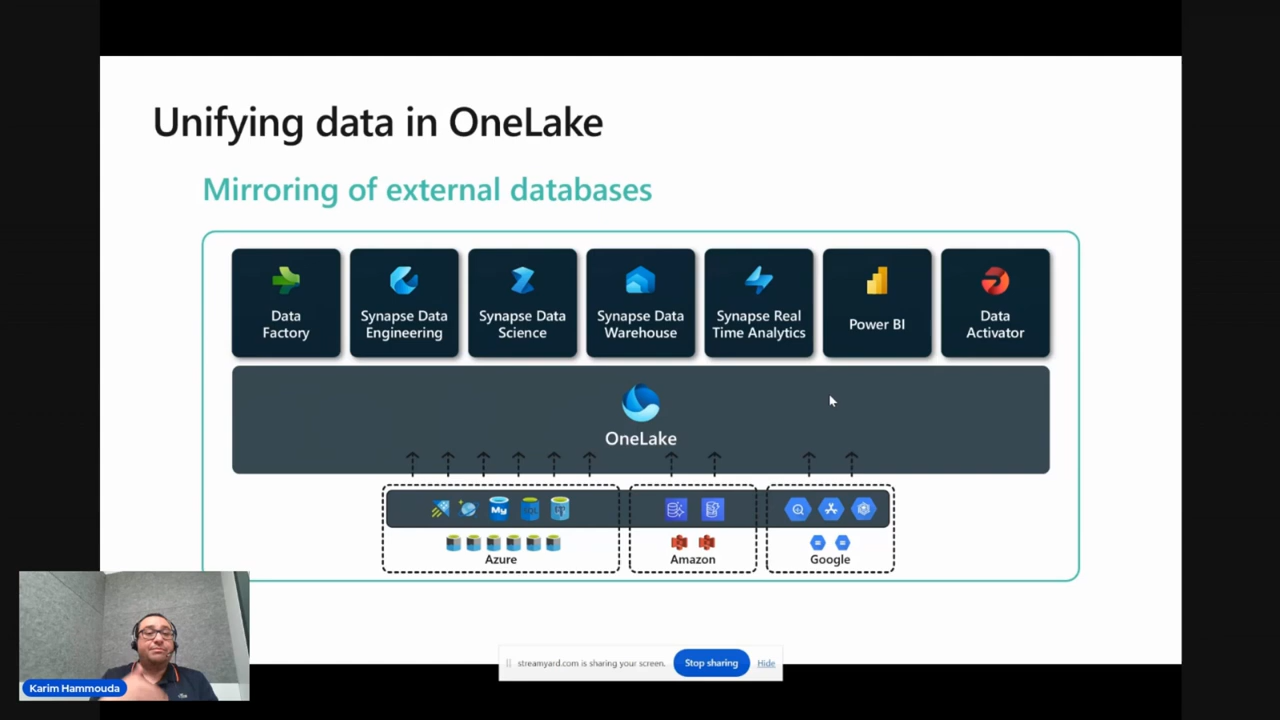 Unifying data in OneLake
Mirroring of external databases
Data
Factory
Synapse Data
Engineering
Synapse Data
Science
Synapse Data
Warehouse
Synapse Real
Time Analytics
Power BI
Data
Activator
OneLake
My
Azure
Amazon
Google
Karim Hammouda
streamyard.com is sharing your screen.
Stop sharing
Hide